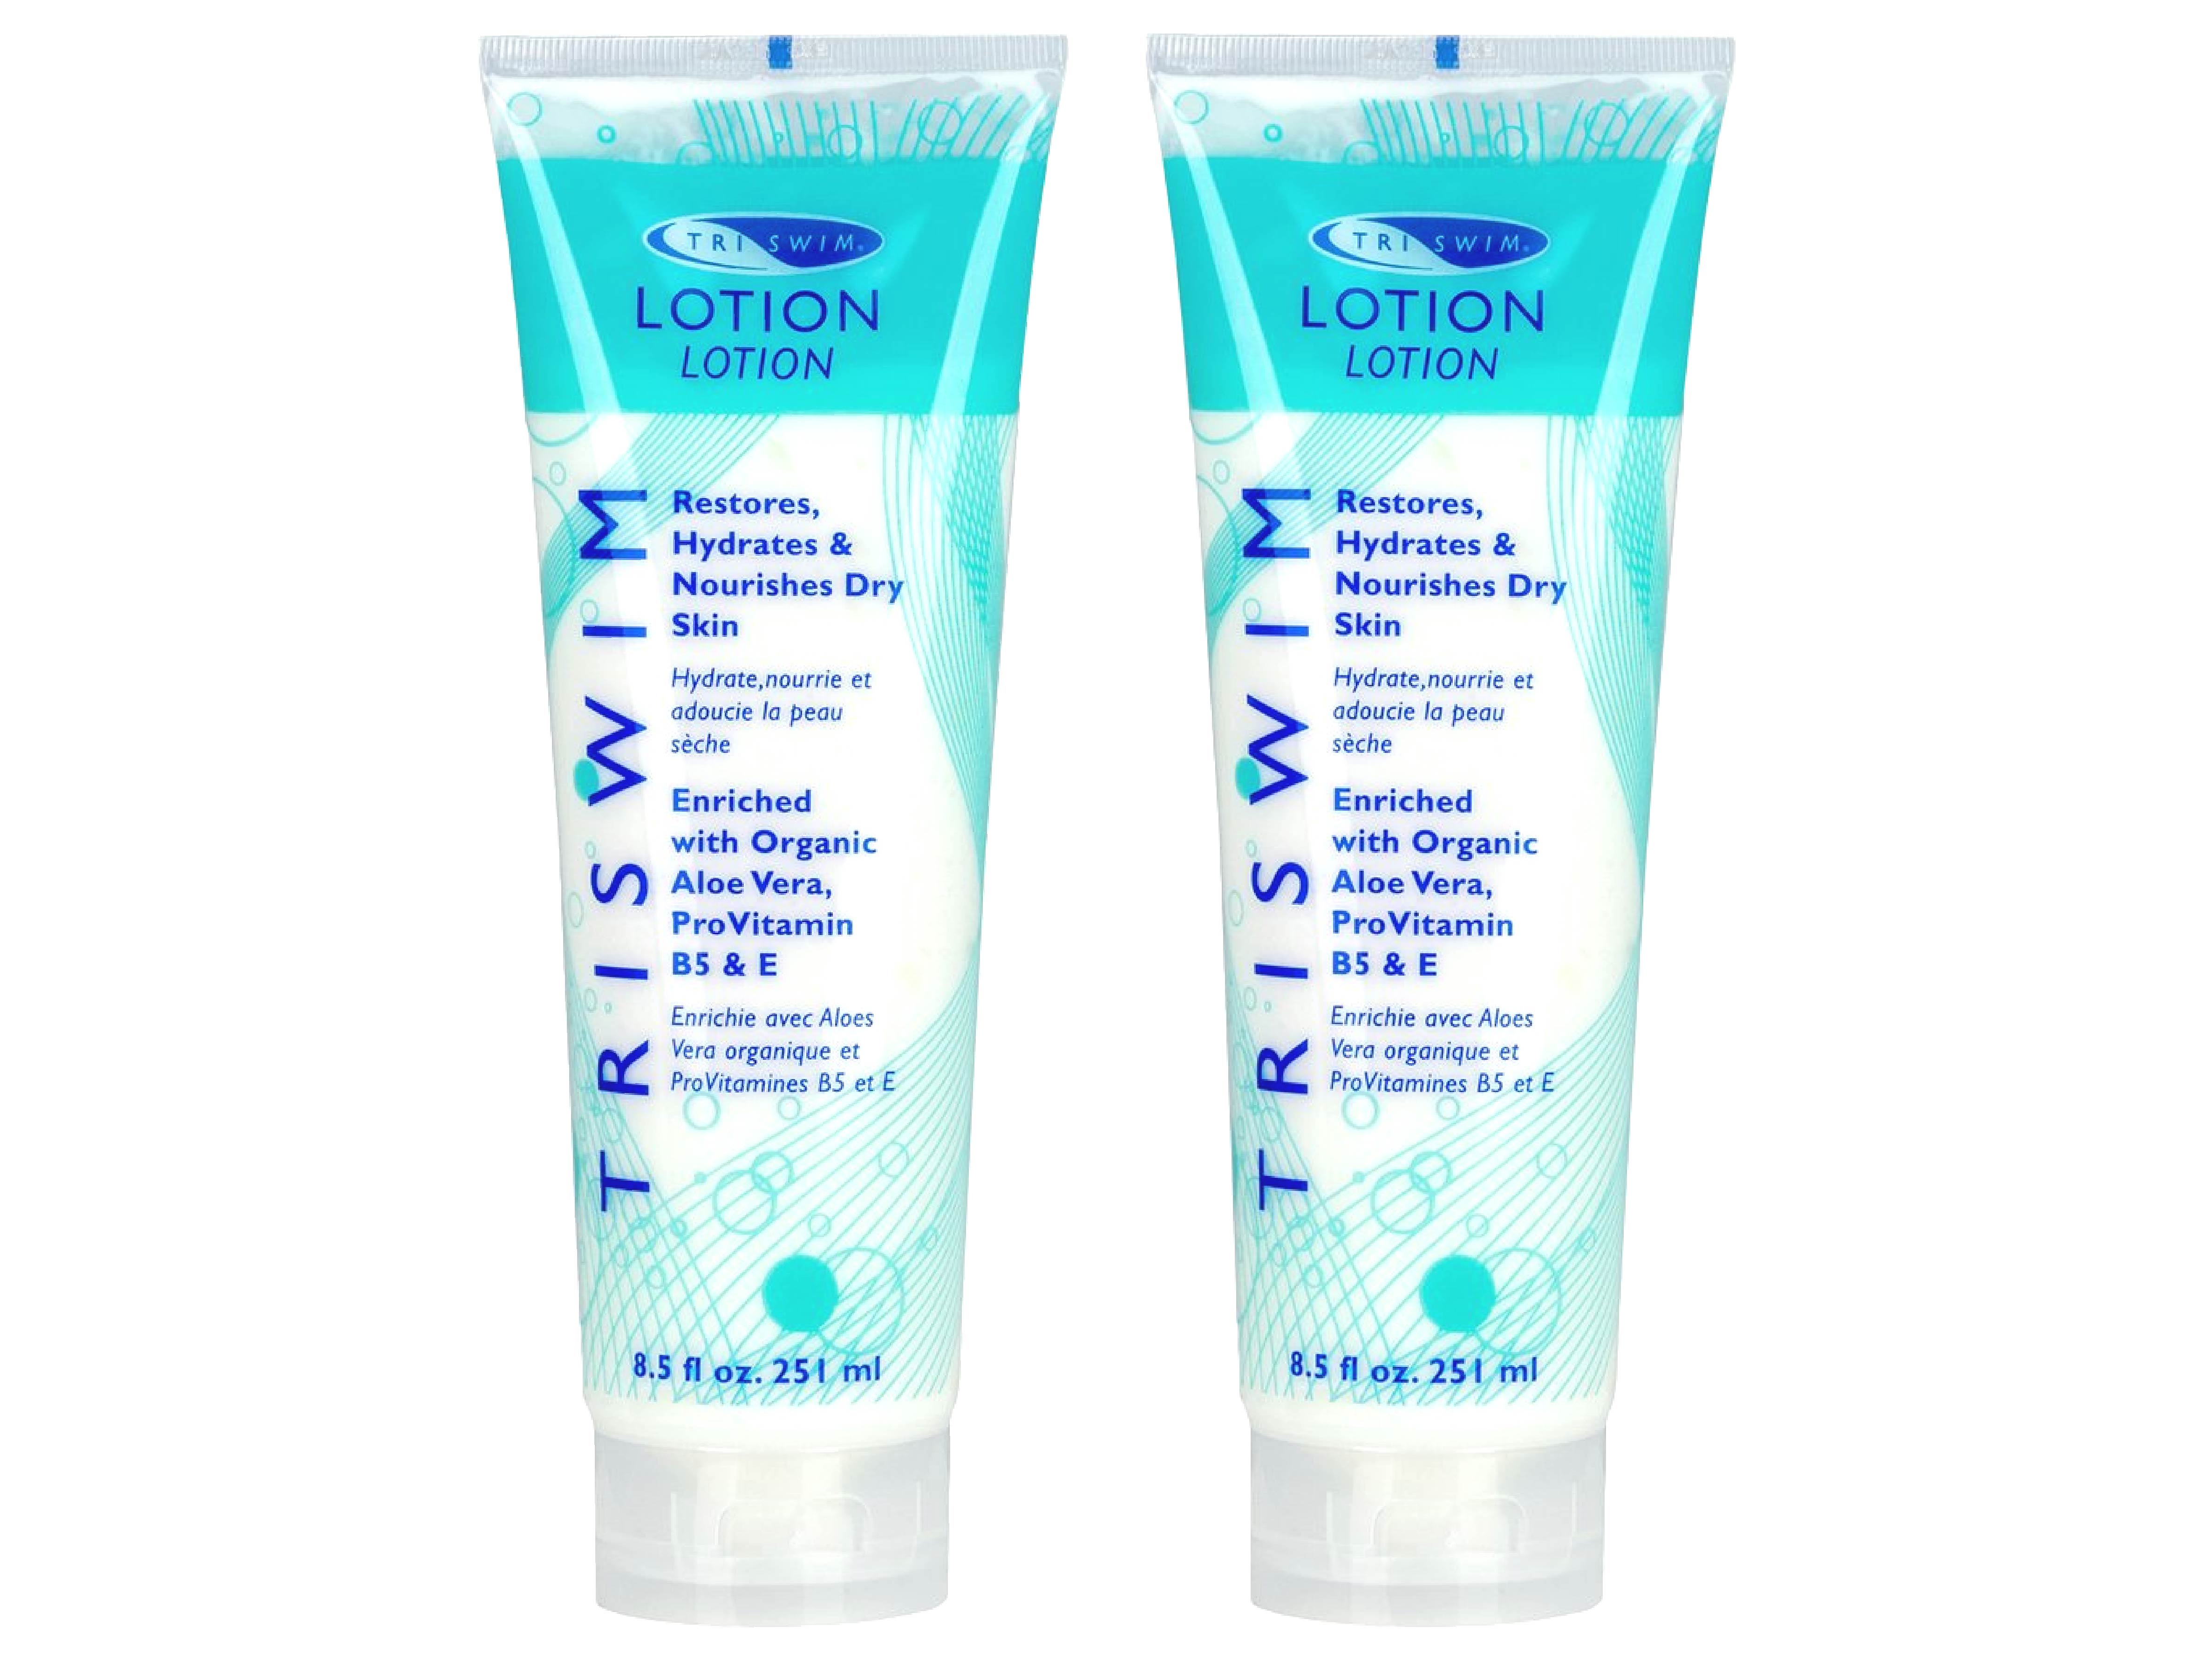 TRI SWIM®
LOTION
LOTION
TRISWIM
Restores,
Hydrates &
Nourishes Dry
Skin
Hydrate,nourrie et
adoucie la peau
sèche
Enriched
with Organic
Aloe Vera,
ProVitamin
B5 & E
Enrichie avec Aloes
Vera organique et
ProVitamines B5 et E
8.5 fl oz. 251 ml
TRI SWIM®
LOTION
LOTION
TRISWIM
Restores,
Hydrates &
Nourishes Dry
Skin
Hydrate,nourrie et
adoucie la peau
sèche
Enriched
with Organic
Aloe Vera,
ProVitamin
B5 & E
Enrichie avec Aloes
Vera organique et
ProVitamines B5 et E
8.5 fl oz. 251 ml